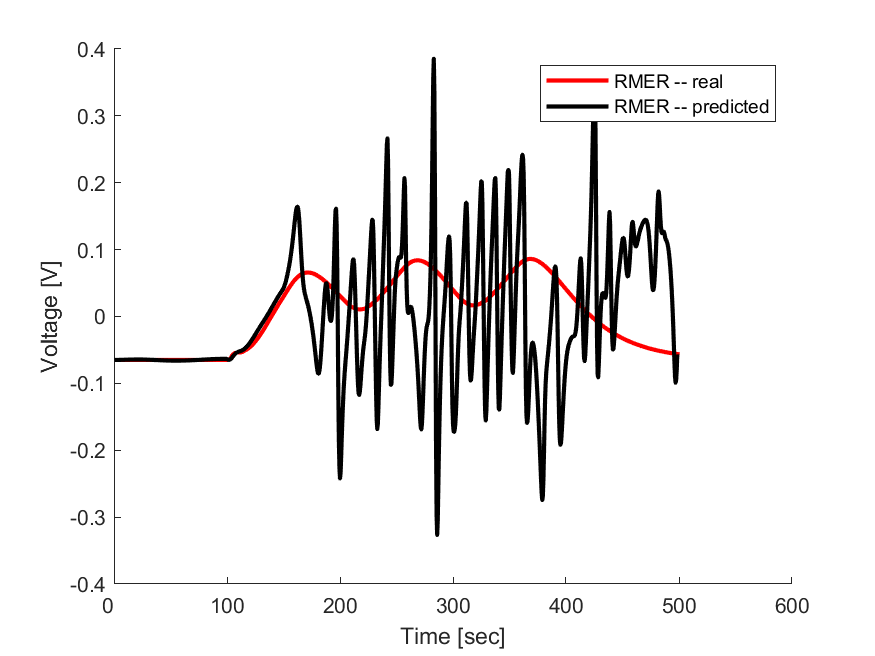 RMER -- real
RMER -- predicted
0.4
0.3
0.2
0.1
0
-0.1
-0.2
-0.3
-0.4
Voltage [V]
0 100 200 300 400 500 600
Time [sec]